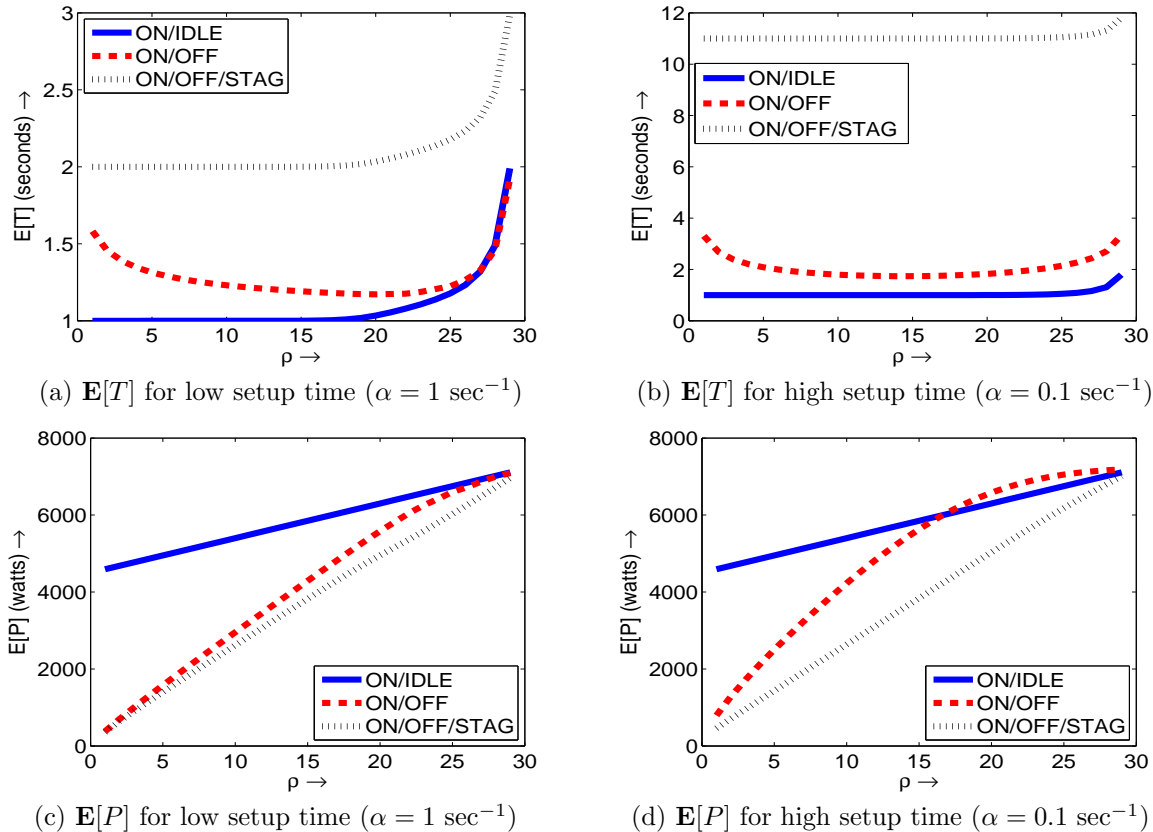 3
2.5
2
1.5
1
E[T] (seconds) →
ON/IDLE
ON/OFF
ON/OFF/STAG
0 5 10 15 20 25 30
ρ →
(a) E[T] for low setup time (α = 1 sec⁻¹)
12
10
8
6
4
2
0
E[T] (seconds) →
ON/IDLE
ON/OFF
ON/OFF/STAG
0 5 10 15 20 25 30
ρ →
(b) E[T] for high setup time (α = 0.1 sec⁻¹)
8000
6000
4000
2000
0
E[P] (watts) →
ON/IDLE
ON/OFF
ON/OFF/STAG
0 5 10 15 20 25 30
ρ →
(c) E[P] for low setup time (α = 1 sec⁻¹)
8000
6000
4000
2000
0
E[P] (watts) →
ON/IDLE
ON/OFF
ON/OFF/STAG
0 5 10 15 20 25 30
ρ →
(d) E[P] for high setup time (α = 0.1 sec⁻¹)